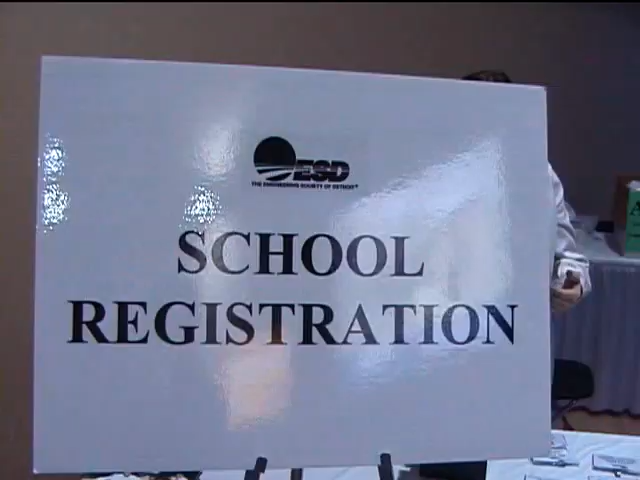 ESD
THE ENGINEERING SOCIETY OF DETROIT
SCHOOL
REGISTRATION